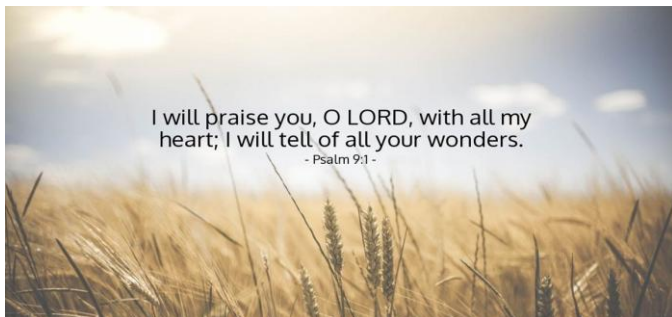 I will praise you, O LORD, with all my
heart; I will tell of all your wonders.
- Psalm 9:1 -